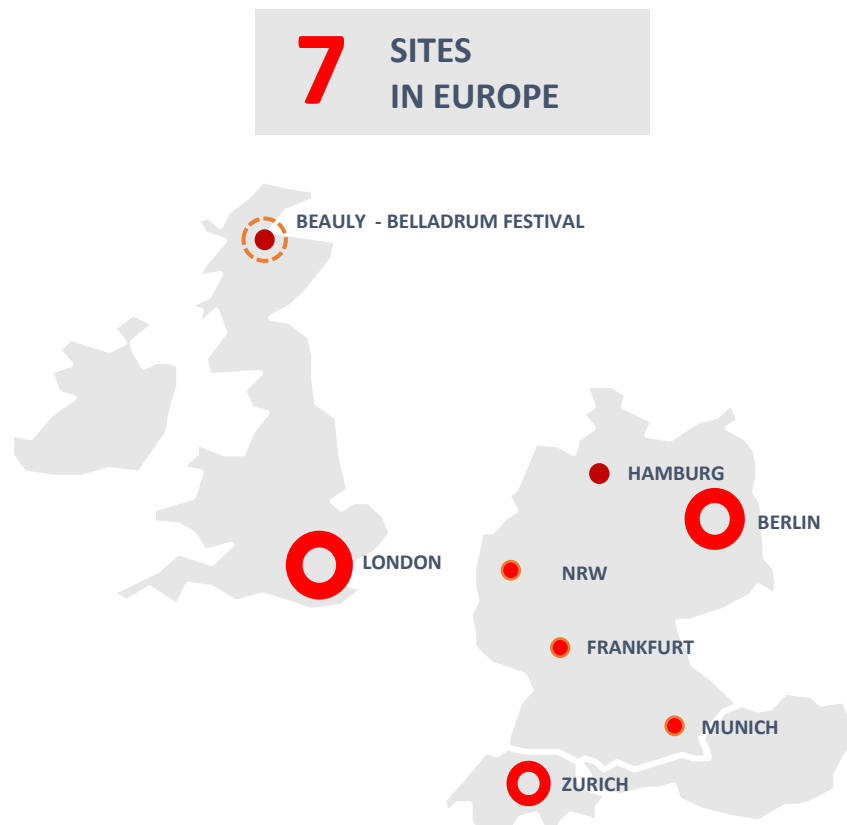 7
SITES
IN EUROPE
BEAULY - BELLADRUM FESTIVAL
HAMBURG
BERLIN
LONDON
NRW
FRANKFURT
MUNICH
ZURICH